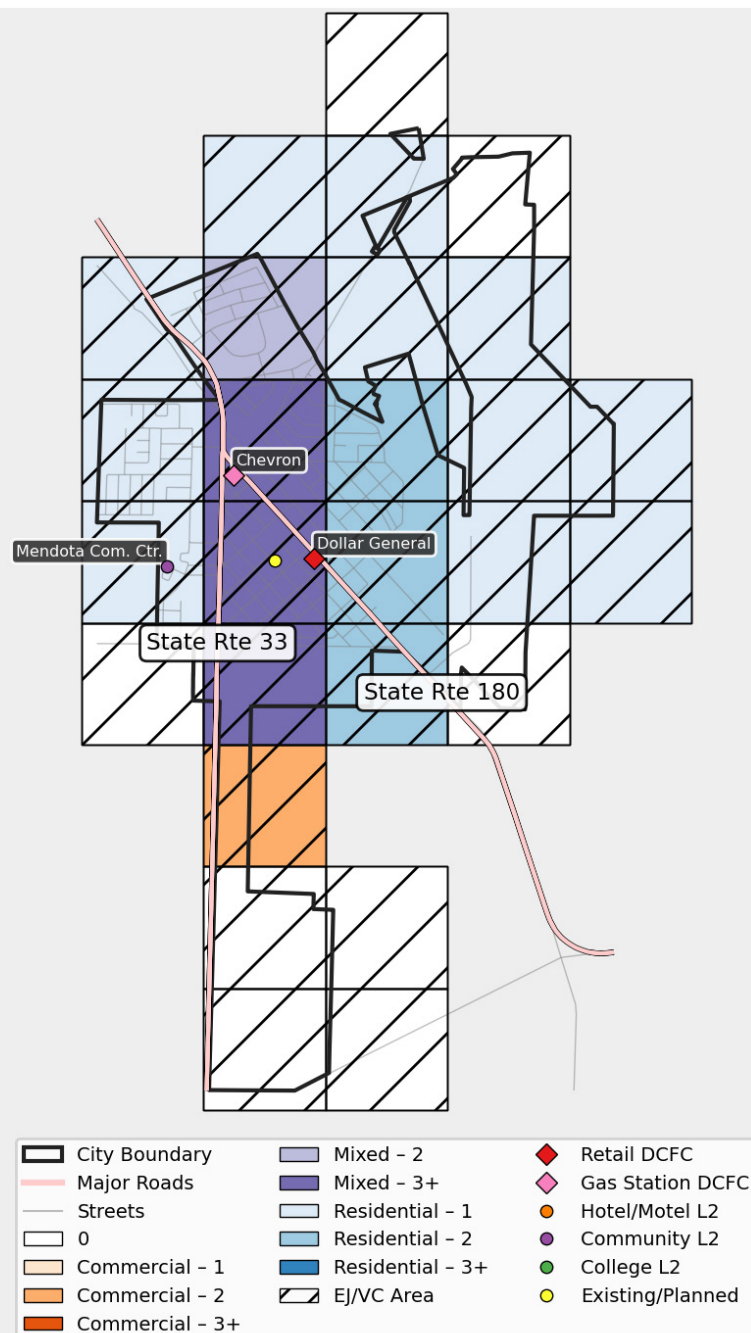 Chevron
Dollar General
Mendota Com. Ctr.
State Rte 33
State Rte 180
City Boundary
Major Roads
Streets
0
Commercial – 1
Commercial – 2
Commercial – 3+
Mixed – 2
Mixed – 3+
Residential – 1
Residential – 2
Residential – 3+
EJ/VC Area
Retail DCFC
Gas Station DCFC
Hotel/Motel L2
Community L2
College L2
Existing/Planned